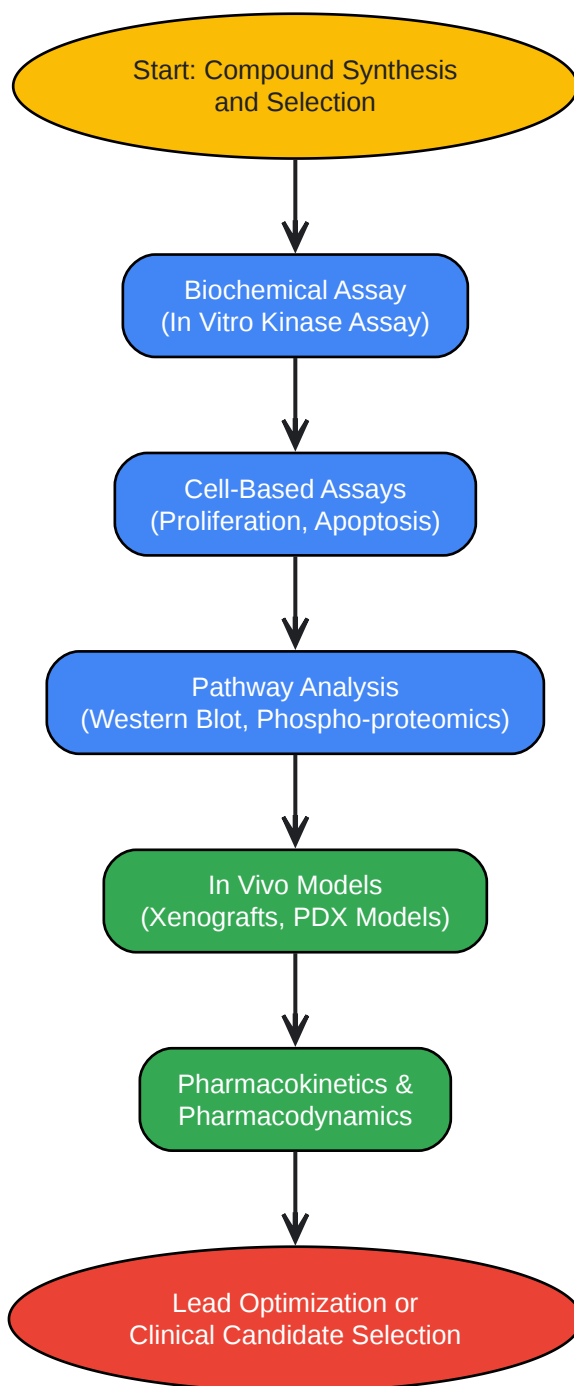 Start: Compound Synthesis
and Selection
Biochemical Assay
(In Vitro Kinase Assay)
Cell-Based Assays
(Proliferation, Apoptosis)
Pathway Analysis
(Western Blot, Phospho-proteomics)
In Vivo Models
(Xenografts, PDX Models)
Pharmacokinetics &
Pharmacodynamics
Lead Optimization or
Clinical Candidate Selection